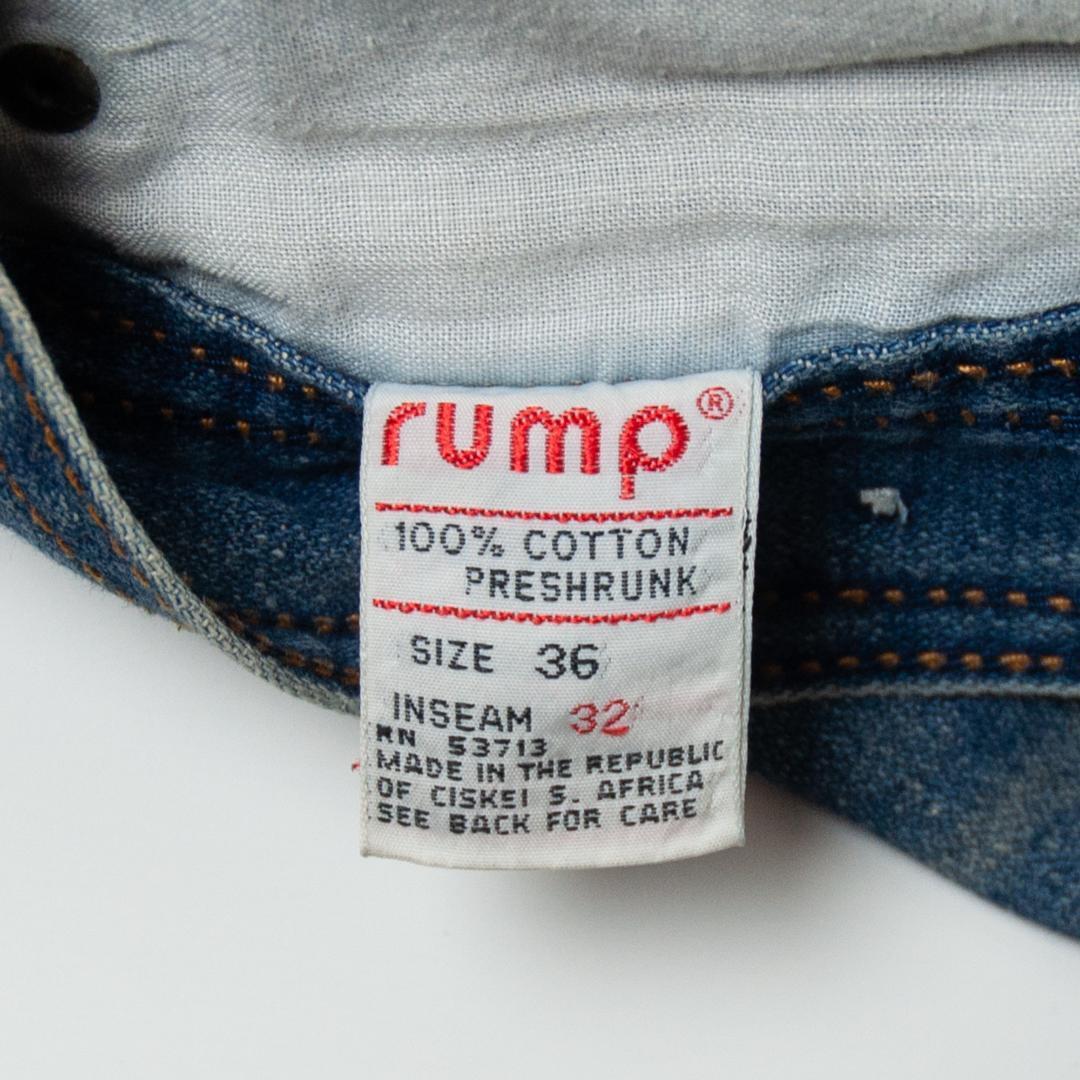 rump®
100% COTTON
PRESHRUNK
SIZE 36
INSEAM 32
RN 53713
MADE IN THE REPUBLIC
OF CISKEI S. AFRICA
SEE BACK FOR CARE